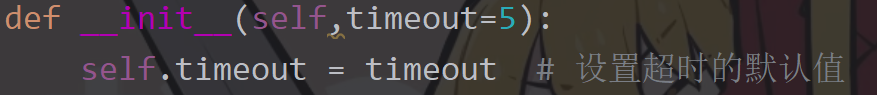 def __init__(self,timeout=5):
    self.timeout = timeout  # 设置超时的默认值